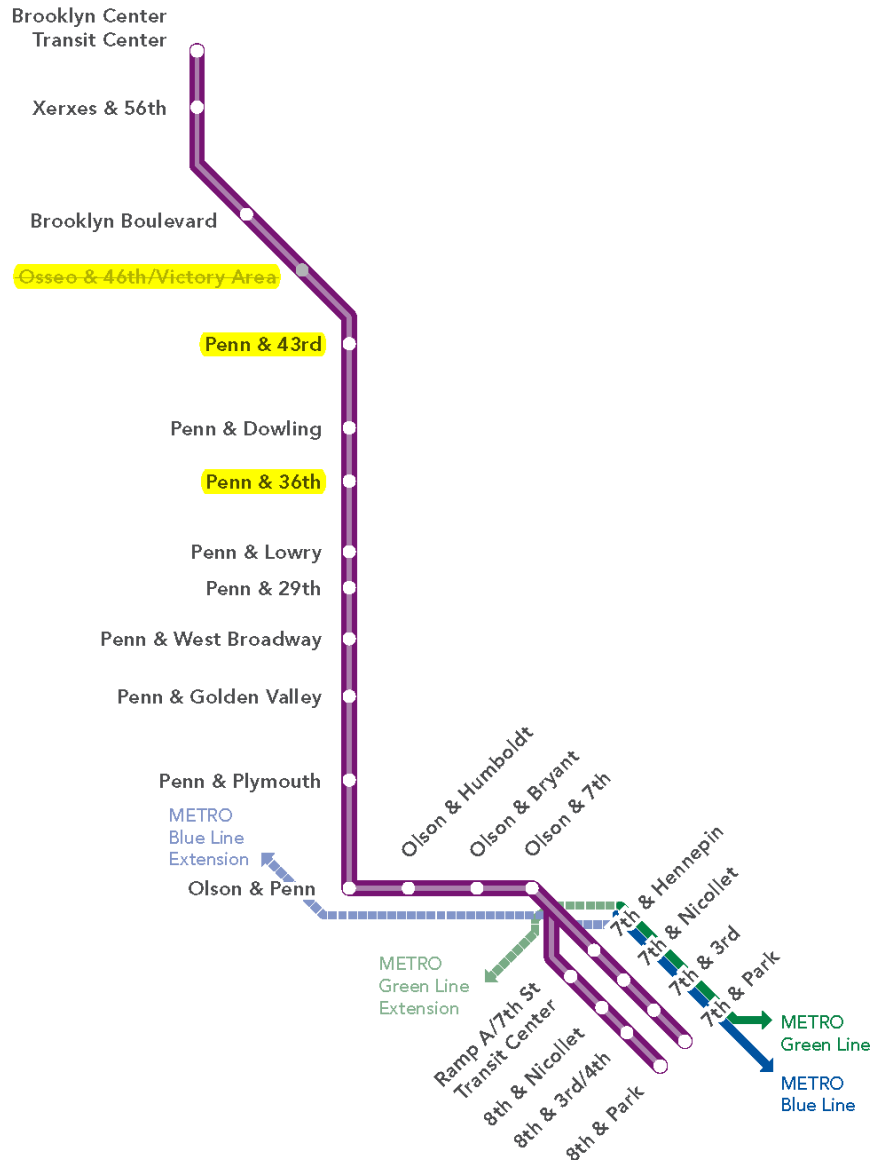 Brooklyn Center
Transit Center
Xerxes & 56th
Brooklyn Boulevard
Osseo & 46th/Victory Area
Penn & 43rd
Penn & Dowling
Penn & 36th
Penn & Lowry
Penn & 29th
Penn & West Broadway
Penn & Golden Valley
Penn & Plymouth
METRO
Blue Line
Extension
Olson & Penn
Olson & Humboldt
Olson & Bryant
Olson & 7th
7th & Hennepin
7th & Nicollet
7th & 3rd
7th & Park
METRO
Green Line
Extension
Ramp A/7th St
Transit Center
8th & Nicollet
8th & 3rd/4th
8th & Park
METRO
Green Line
METRO
Blue Line